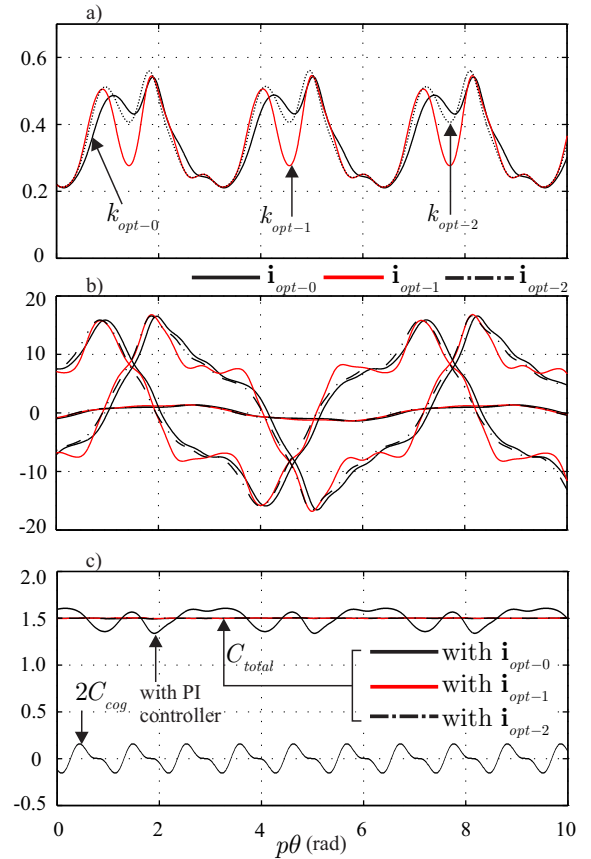 a)
0.6
0.4
0.2
0
k_opt-0
k_opt-1
k_opt-2
b)
i_opt-0 i_opt-1 i_opt-2
20
10
0
-10
-20
c)
2.0
1.5
1.0
0.5
0
-0.5
C_total
with PI
controller
2C_cog
with i_opt-0
with i_opt-1
with i_opt-2
0 2 4 6 8 10
pθ (rad)